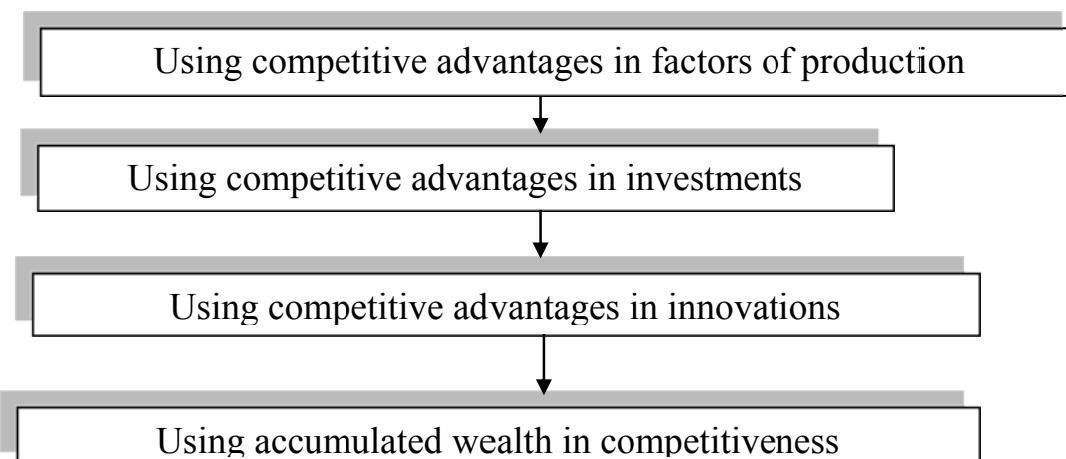 Using competitive advantages in factors of production
Using competitive advantages in investments
Using competitive advantages in innovations
Using accumulated wealth in competitiveness